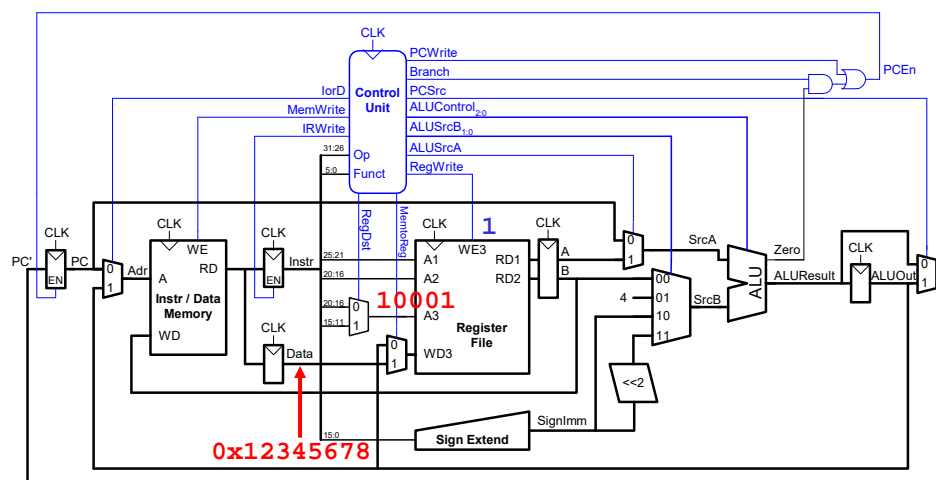 CLK
PCWrite
Branch
PCEn
PCSrc
Control
Unit
IorD
MemWrite
IRWrite
ALUControl2:0
ALUSrcB1:0
ALUSrcA
RegWrite
31:26
Op
5:0
Funct
RegDst
MemtoReg
CLK
PC'
PC
EN
0
1
Adr
CLK
WE
A
RD
Instr / Data
Memory
WD
CLK
Instr
EN
CLK
Data
0x12345678
25:21
20:16
20:16
15:11
0
1
10001
0
1
CLK
1
WE3
A1
RD1
A2
RD2
A3
Register
File
WD3
CLK
A
B
0
1
SrcA
4
00
01
10
11
SrcB
<<2
ALU
Zero
ALUResult
CLK
ALUOut
0
1
15:0
Sign Extend
SignImm